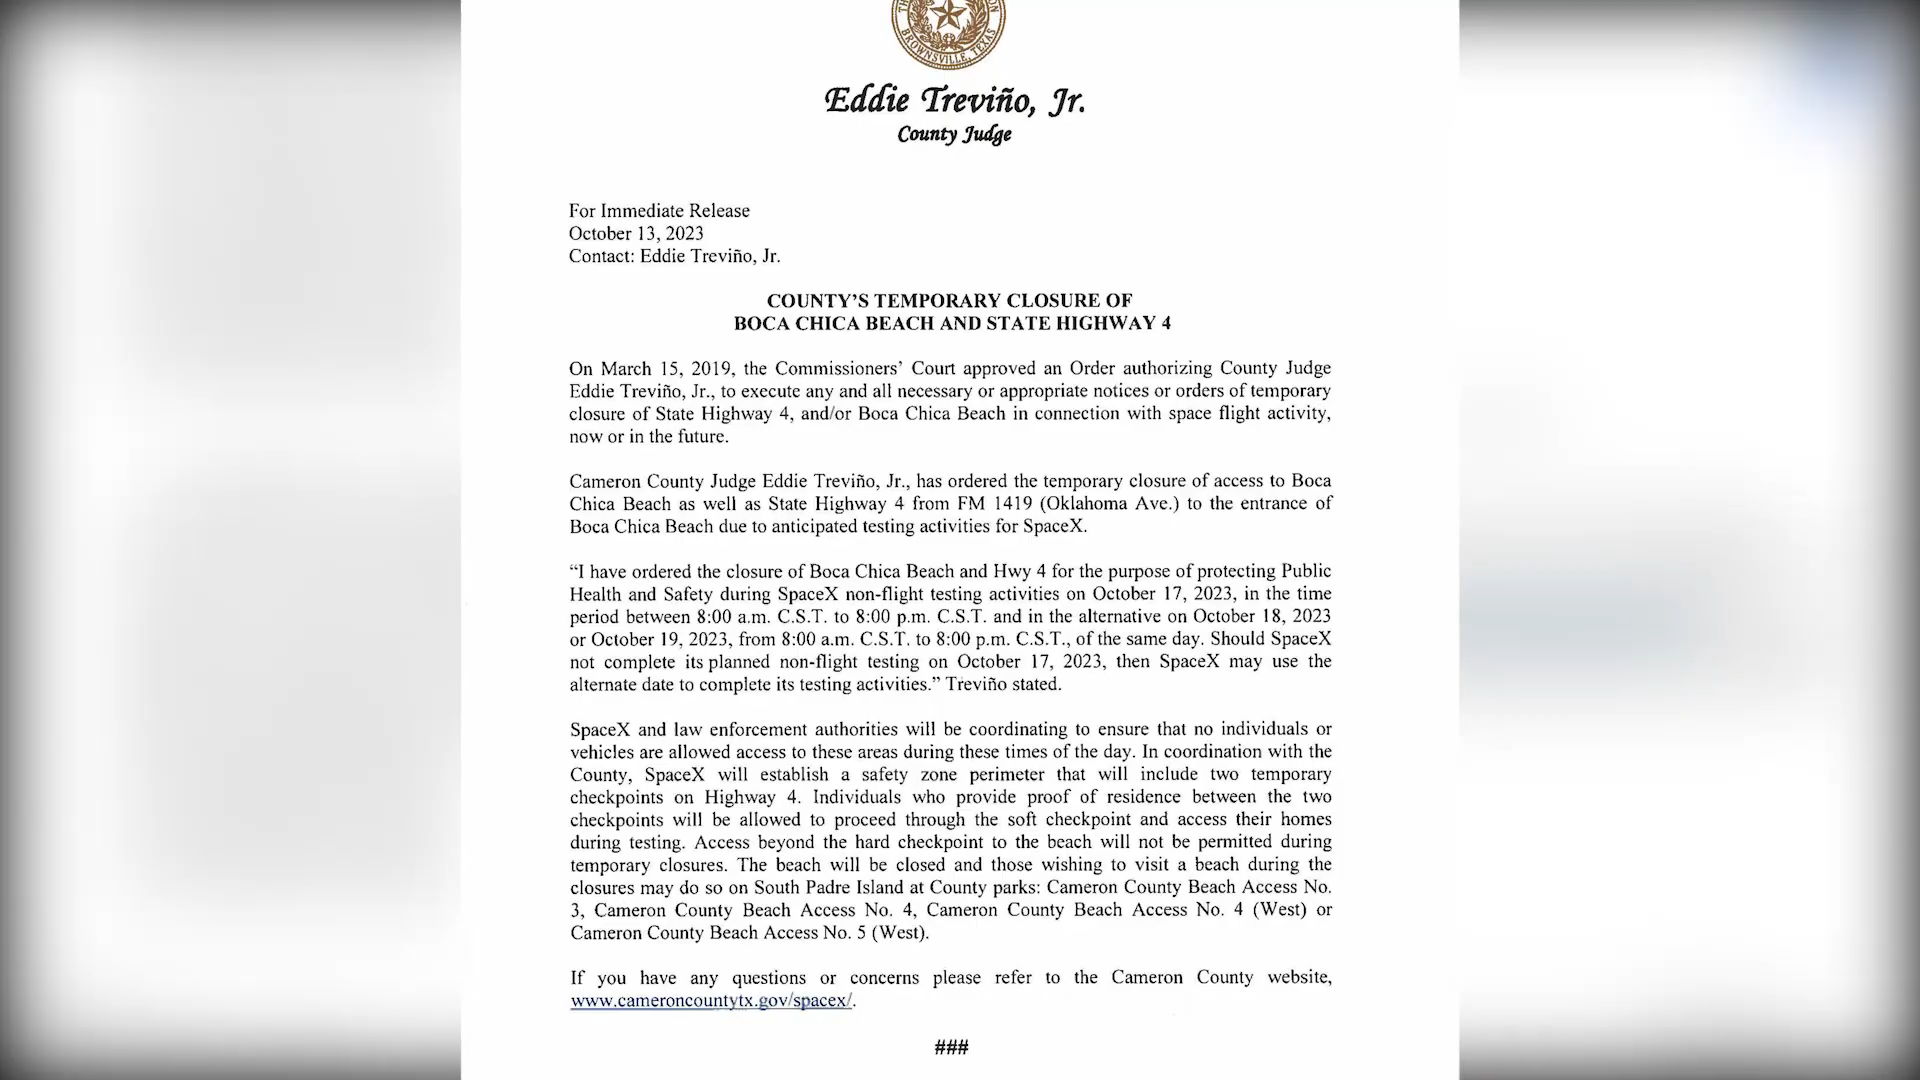 BROWNSVILLE, TEXAS
Eddie Treviño, Jr.
County Judge
For Immediate Release
October 13, 2023
Contact: Eddie Treviño, Jr.
COUNTY’S TEMPORARY CLOSURE OF
BOCA CHICA BEACH AND STATE HIGHWAY 4
On March 15, 2019, the Commissioners’ Court approved an Order authorizing County Judge
Eddie Treviño, Jr., to execute any and all necessary or appropriate notices or orders of temporary
closure of State Highway 4, and/or Boca Chica Beach in connection with space flight activity,
now or in the future.
Cameron County Judge Eddie Treviño, Jr., has ordered the temporary closure of access to Boca
Chica Beach as well as State Highway 4 from FM 1419 (Oklahoma Ave.) to the entrance of
Boca Chica Beach due to anticipated testing activities for SpaceX.
“I have ordered the closure of Boca Chica Beach and Hwy 4 for the purpose of protecting Public
Health and Safety during SpaceX non-flight testing activities on October 17, 2023, in the time
period between 8:00 a.m. C.S.T. to 8:00 p.m. C.S.T. and in the alternative on October 18, 2023
or October 19, 2023, from 8:00 a.m. C.S.T. to 8:00 p.m. C.S.T., of the same day. Should SpaceX
not complete its planned non-flight testing on October 17, 2023, then SpaceX may use the
alternate date to complete its testing activities.” Treviño stated.
SpaceX and law enforcement authorities will be coordinating to ensure that no individuals or
vehicles are allowed access to these areas during these times of the day. In coordination with the
County, SpaceX will establish a safety zone perimeter that will include two temporary
checkpoints on Highway 4. Individuals who provide proof of residence between the two
checkpoints will be allowed to proceed through the soft checkpoint and access their homes
during testing. Access beyond the hard checkpoint to the beach will not be permitted during
temporary closures. The beach will be closed and those wishing to visit a beach during the
closures may do so on South Padre Island at County parks: Cameron County Beach Access No.
3, Cameron County Beach Access No. 4, Cameron County Beach Access No. 4 (West) or
Cameron County Beach Access No. 5 (West).
If you have any questions or concerns please refer to the Cameron County website,
www.cameroncountytx.gov/spacex/.
###